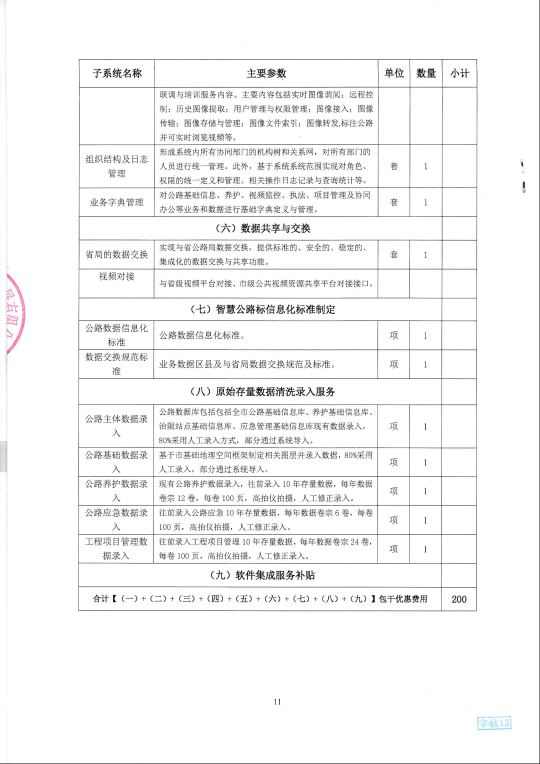 子系统名称 主要参数 单位 数量 小计
联调与培训服务内容。主要内容包括实时图像调阅；远程控
制；历史图像提取；用户管理与权限管理；图像接入；图像
传输；图像存储与管理；图像文件索引；图像转发,标注公路
并可实时浏览视频等。
组织结构及日志
管理
形成系统内所有协同部门的机构树和关系网，对所有部门的
人员进行统一管理。此外，基于系统系统范围实现对角色、
权限的统一定义和管理。相关操作日志记录与查询统计等。
套 1
业务字典管理
对公路基础信息、养护、视频监控、执法、项目管理及协同
办公等业务和数据进行基础字典定义与管理。
套 1
（六）数据共享与交换
省局的数据交换
实现与省公路局数据交换，提供标准的、安全的、稳定的、
集成化的数据交换与共享功能。
套 1
视频对接
与省级视频平台对接、市级公共视频资源共享平台对接接口。
（七）智慧公路标信息化标准制定
公路数据信息化
标准
公路数据信息化标准。
项 1
数据交换规范标
准
业务数据区县及与省局数据交换规范及标准。
项 1
（八）原始存量数据清洗录入服务
公路主体数据录
入
公路数据库包括包括全市公路基础信息库、养护基础信息库、
治限站点基础信息库、应急管理基础信息库现有数据录入，
80%采用人工录入方式，部分通过系统导入。
项 1
公路基础数据录
入
基于市基础地理空间框架制定相关图层并录入数据，80%采用
人工录入，部分通过系统导入。
项 1
公路养护数据录
入
现有公路养护数据录入，往前录入 10 年存量数据，每年数据
卷宗 12 卷，每卷 100 页，高拍仪拍摄，人工修正录入。
项 1
公路应急数据录
入
往前录入公路应急 10 年存量数据，每年数据卷宗 6 卷，每卷
100 页，高拍仪拍摄，人工修正录入。
项 1
工程项目管理数
据录入
往前录入工程项目管理 10 年存量数据，每年数据卷宗 24 卷，
每卷 100 页，高拍仪拍摄，人工修正录入。
项 1
（九）软件集成服务补贴
合计【（一）+（二）+（三）+（四）+（五）+（六）+（七）+（八）+（九）】包干优惠费用 200
11
审核12